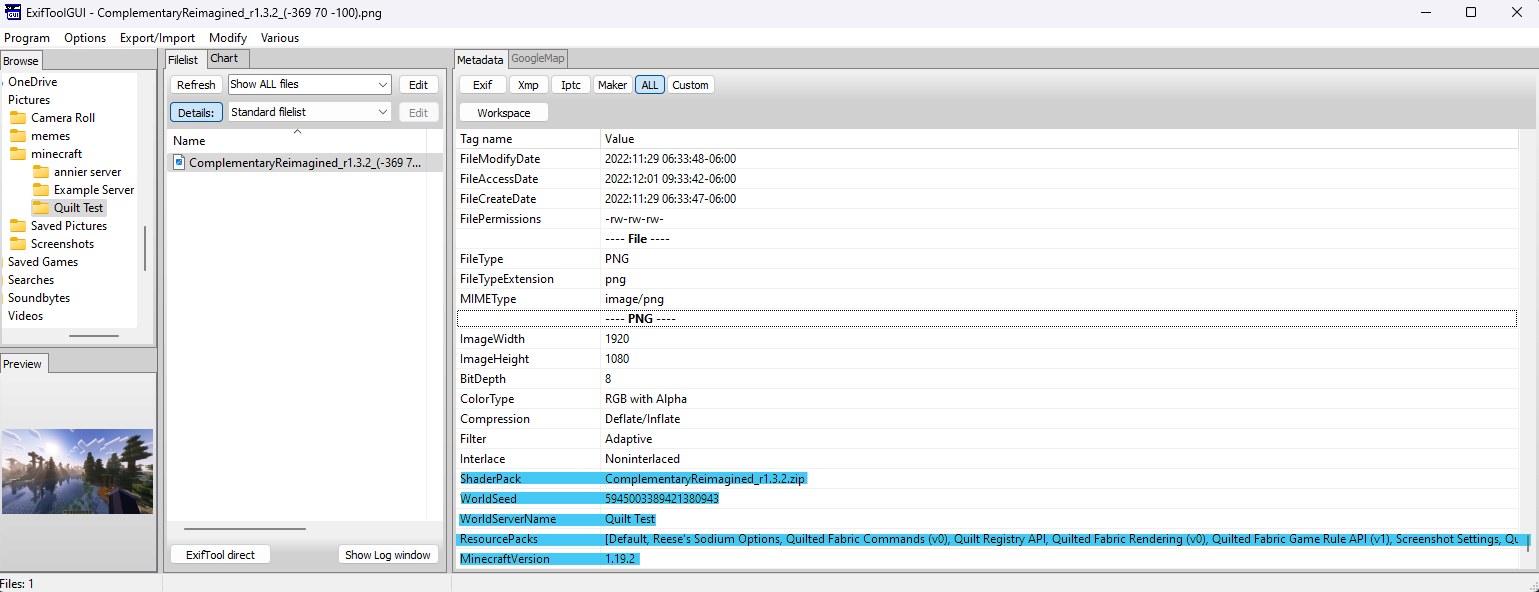 ExifToolGUI - ComplementaryReimagined_r1.3.2_(-369 70 -100).png
Program Options Export/Import Modify Various
Browse
OneDrive
Pictures
Camera Roll
memes
minecraft
annier server
Example Server
Quilt Test
Saved Pictures
Screenshots
Saved Games
Searches
Soundbytes
Videos
Preview
Filelist Chart
Refresh Show ALL files Edit
Details: Standard filelist Edit
Name
ComplementaryReimagined_r1.3.2_(-369 7...
ExifTool direct Show Log window
Metadata GoogleMap
Exif Xmp Iptc Maker ALL Custom
Workspace
Tag name Value
FileModifyDate 2022:11:29 06:33:48-06:00
FileAccessDate 2022:12:01 09:33:42-06:00
FileCreateDate 2022:11:29 06:33:47-06:00
FilePermissions -rw-rw-rw-
---- File ----
FileType PNG
FileTypeExtension png
MIMEType image/png
---- PNG ----
ImageWidth 1920
ImageHeight 1080
BitDepth 8
ColorType RGB with Alpha
Compression Deflate/Inflate
Filter Adaptive
Interlace Noninterlaced
ShaderPack ComplementaryReimagined_r1.3.2.zip
WorldSeed 5945003389421380943
WorldServerName Quilt Test
ResourcePacks [Default, Reese's Sodium Options, Quilted Fabric Commands (v0), Quilt Registry API, Quilted Fabric Rendering (v0), Quilted Fabric Game Rule API (v1), Screenshot Settings, Qu
MinecraftVersion 1.19.2
Files: 1